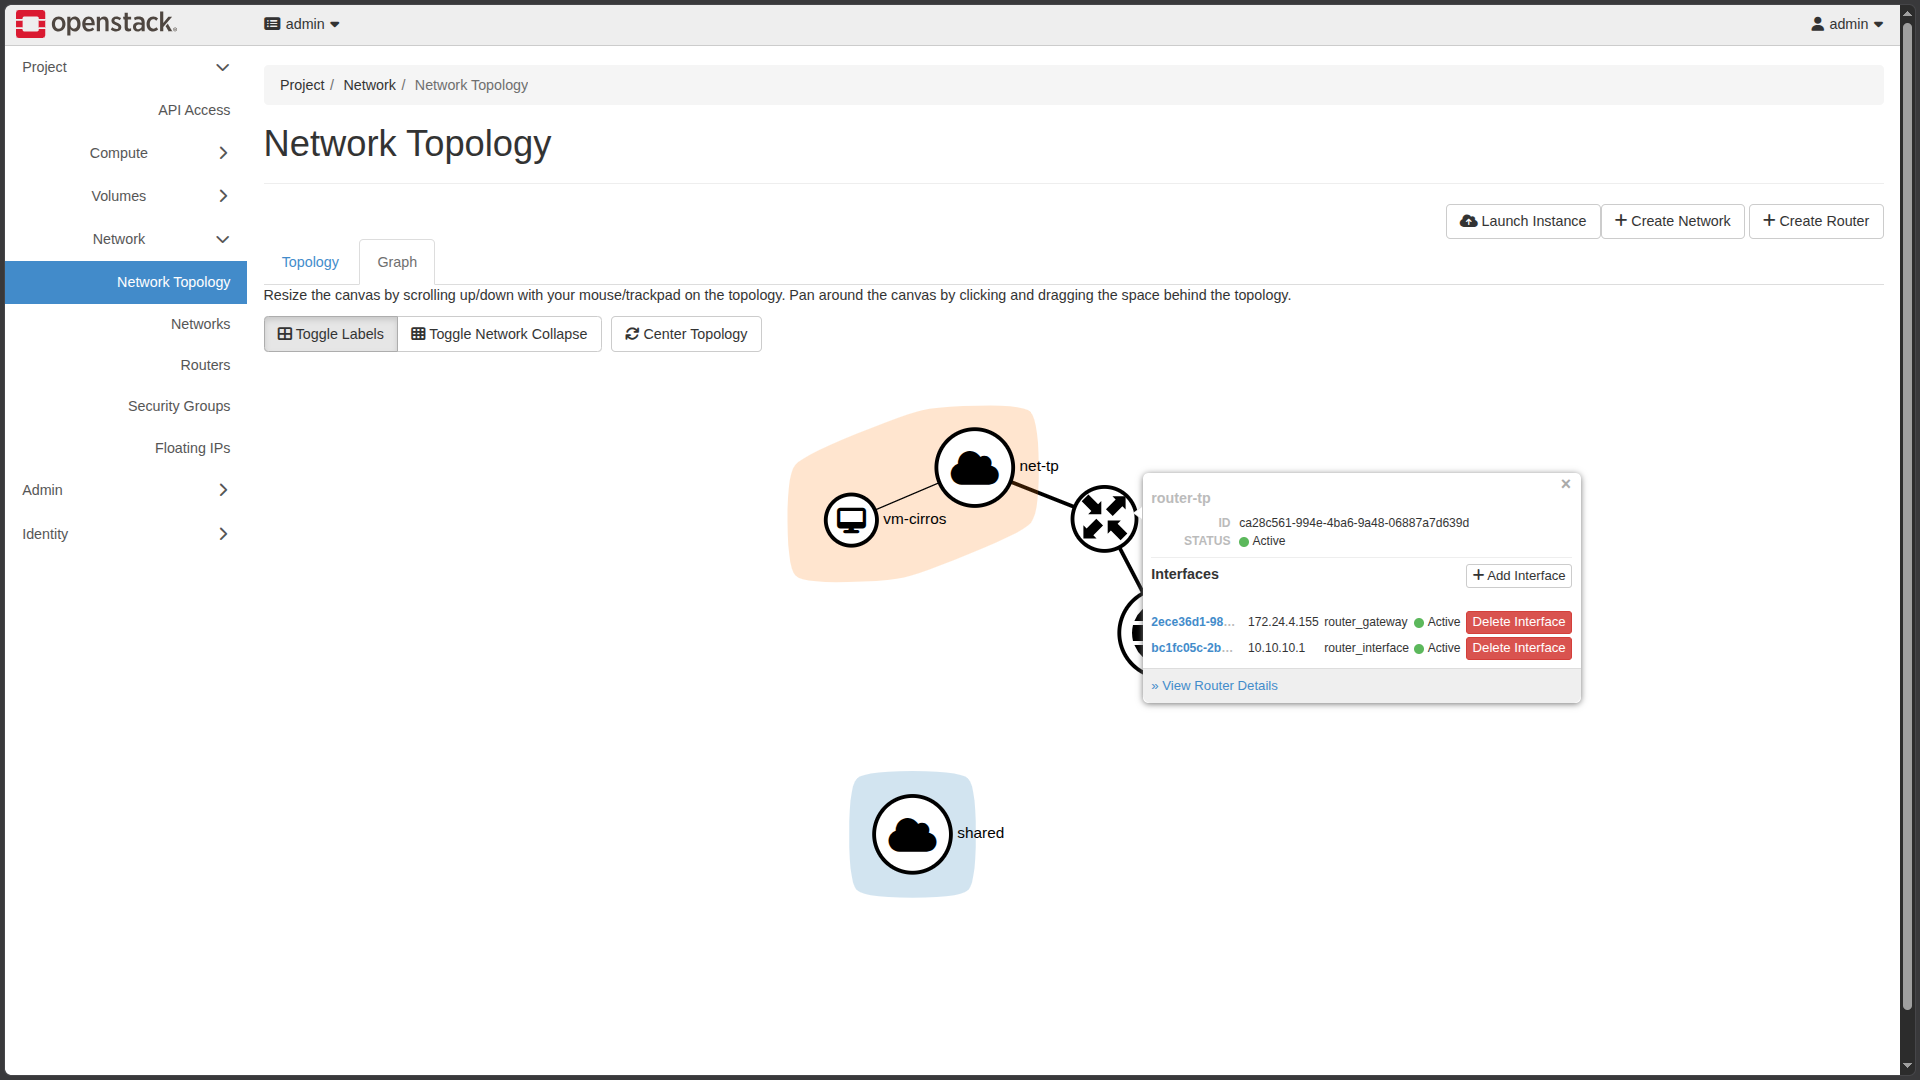 openstack.
admin
admin
Project
API Access
Compute
Volumes
Network
Network Topology
Networks
Routers
Security Groups
Floating IPs
Admin
Identity
Project / Network / Network Topology
Network Topology
Launch Instance
+ Create Network
+ Create Router
Topology
Graph
Resize the canvas by scrolling up/down with your mouse/trackpad on the topology. Pan around the canvas by clicking and dragging the space behind the topology.
Toggle Labels
Toggle Network Collapse
Center Topology
net-tp
vm-cirros
×
router-tp
ID ca28c561-994e-4ba6-9a48-06887a7d639d
STATUS Active
Interfaces
+ Add Interface
2ece36d1-98... 172.24.4.155 router_gateway Active Delete Interface
bc1fc05c-2b... 10.10.10.1 router_interface Active Delete Interface
» View Router Details
shared